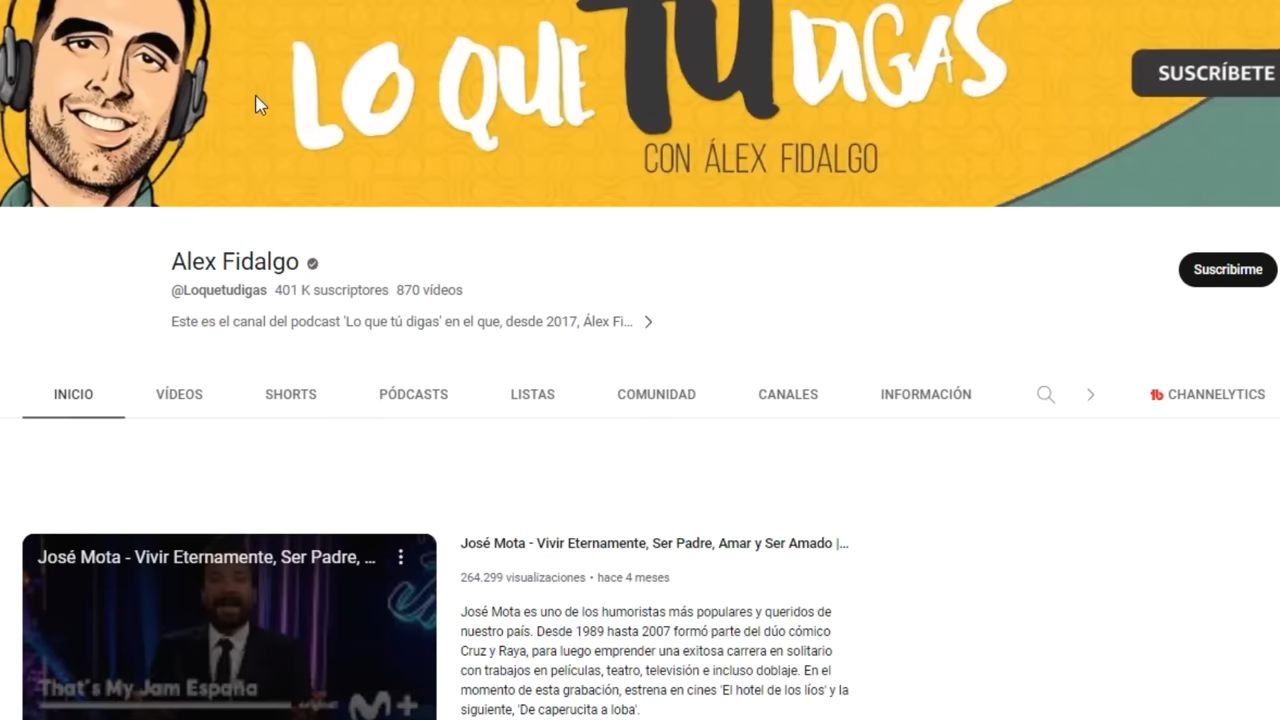 LO QUE TÚ DIGAS
SUSCRÍBETE
CON ÁLEX FIDALGO
Alex Fidalgo
@Loquetudigas 401 K suscriptores 870 vídeos
Suscribirme
Este es el canal del podcast 'Lo que tú digas' en el que, desde 2017, Álex Fi...
INICIO VÍDEOS SHORTS PÓDCASTS LISTAS COMUNIDAD CANALES INFORMACIÓN CHANNELYTICS
José Mota - Vivir Eternamente, Ser Padre, ...
That's My Jam España
M+
José Mota - Vivir Eternamente, Ser Padre, Amar y Ser Amado |...
264.299 visualizaciones • hace 4 meses
José Mota es uno de los humoristas más populares y queridos de
nuestro país. Desde 1989 hasta 2007 formó parte del dúo cómico
Cruz y Raya, para luego emprender una exitosa carrera en solitario
con trabajos en películas, teatro, televisión e incluso doblaje. En el
momento de esta grabación, estrena en cines 'El hotel de los líos' y la
siguiente, 'De caperucita a loba'.